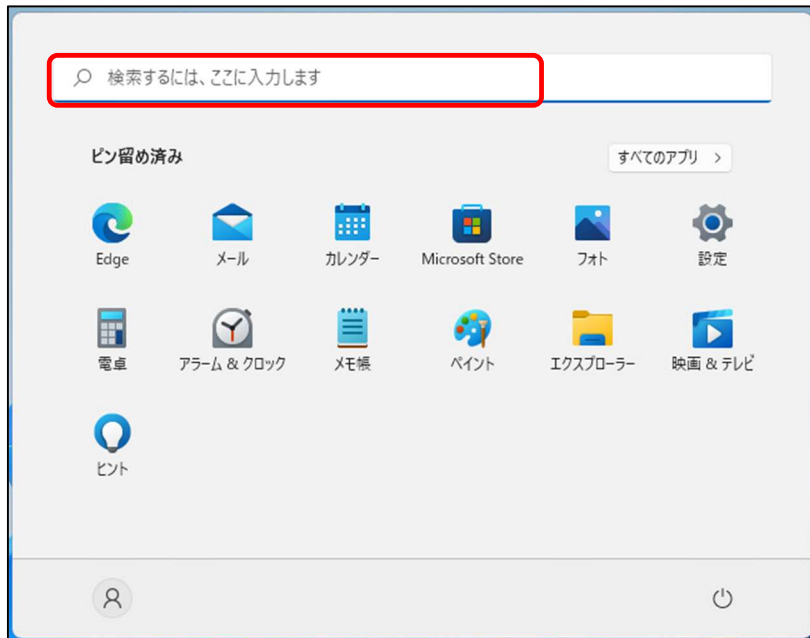 検索するには、ここに入力します
ピン留め済み
すべてのアプリ >
Edge
メール
カレンダー
Microsoft Store
フォト
設定
電卓
アラーム & クロック
メモ帳
ペイント
エクスプローラー
映画 & テレビ
ヒント